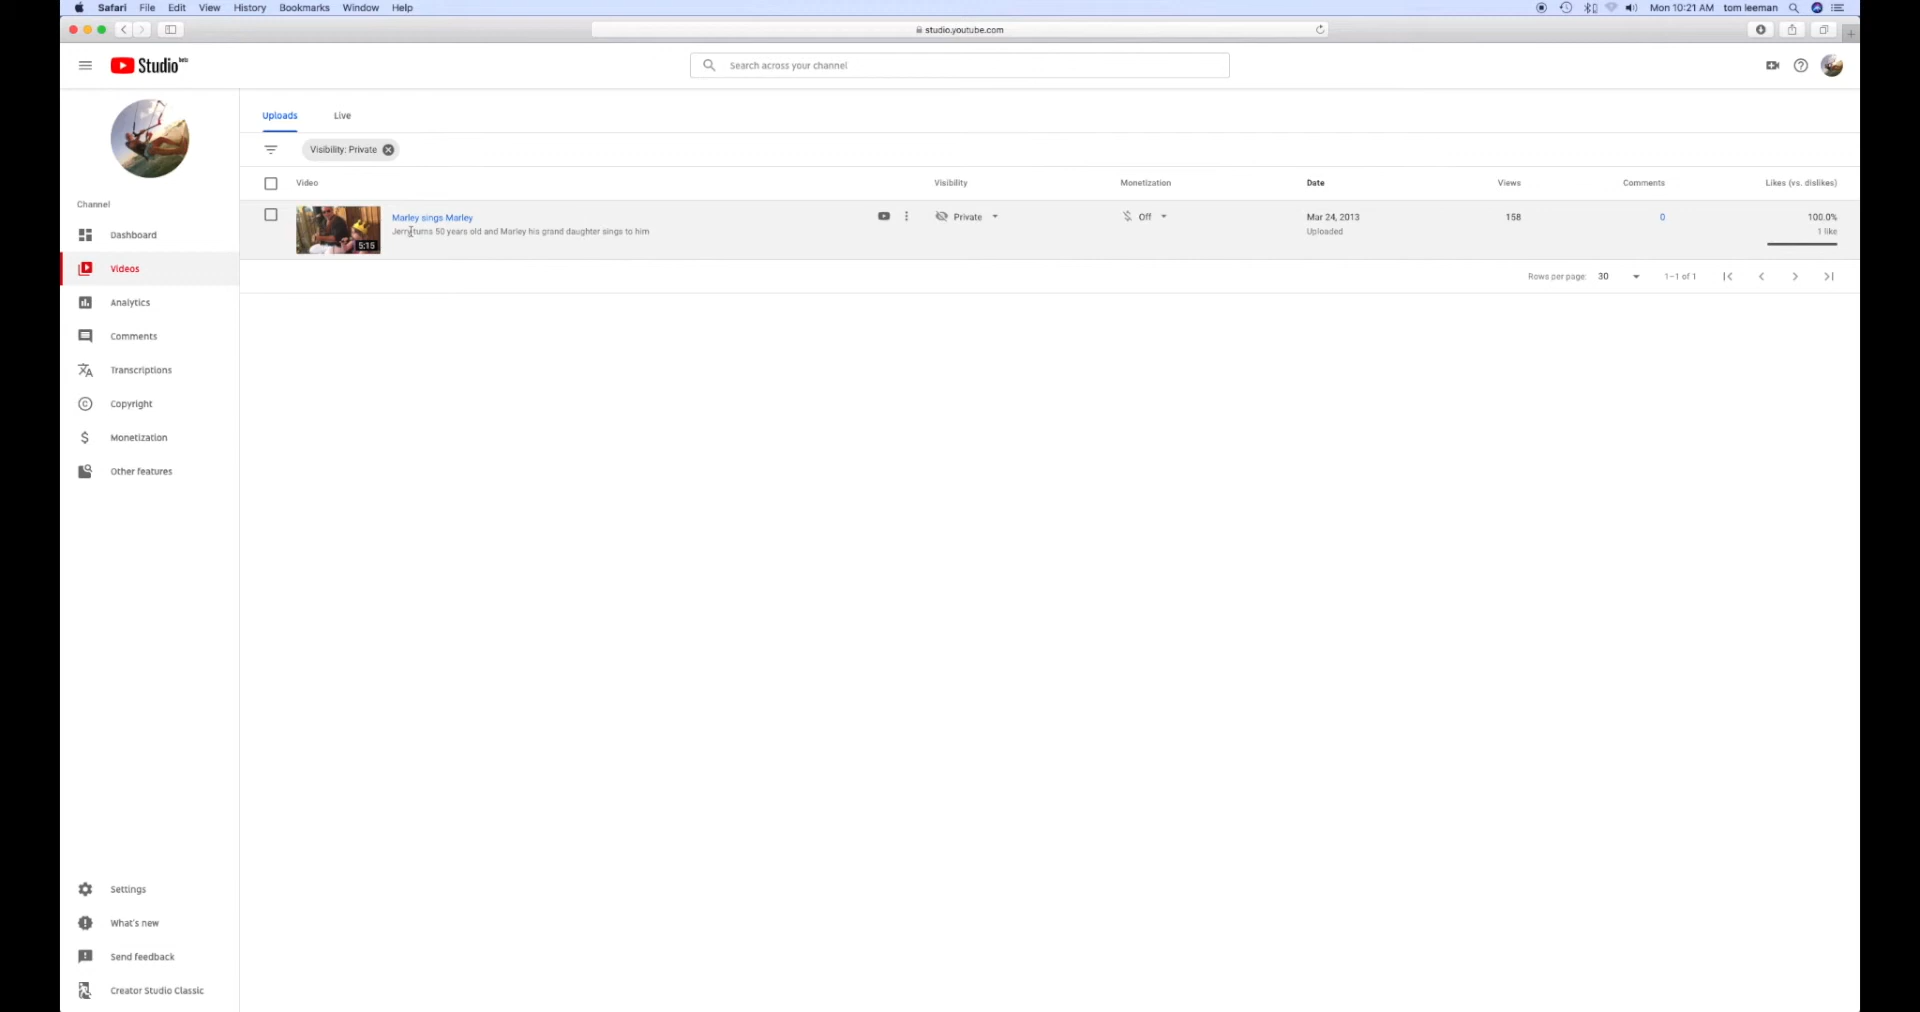 Safari File Edit View History Bookmarks Window Help Mon 10:21 AM tom leeman
studio.youtube.com
Studio beta
Search across your channel
Uploads Live
Visibility: Private
Video Visibility Monetization Date Views Comments Likes (vs. dislikes)
5:15
Marley sings Marley Private Off Mar 24, 2013 158 0 100.0%
Jerry turns 50 years old and Marley his grand daughter sings to him Uploaded 1 like
Rows per page: 30 1–1 of 1
Channel
Dashboard
Videos
Analytics
Comments
Transcriptions
Copyright
Monetization
Other features
Settings
What's new
Send feedback
Creator Studio Classic